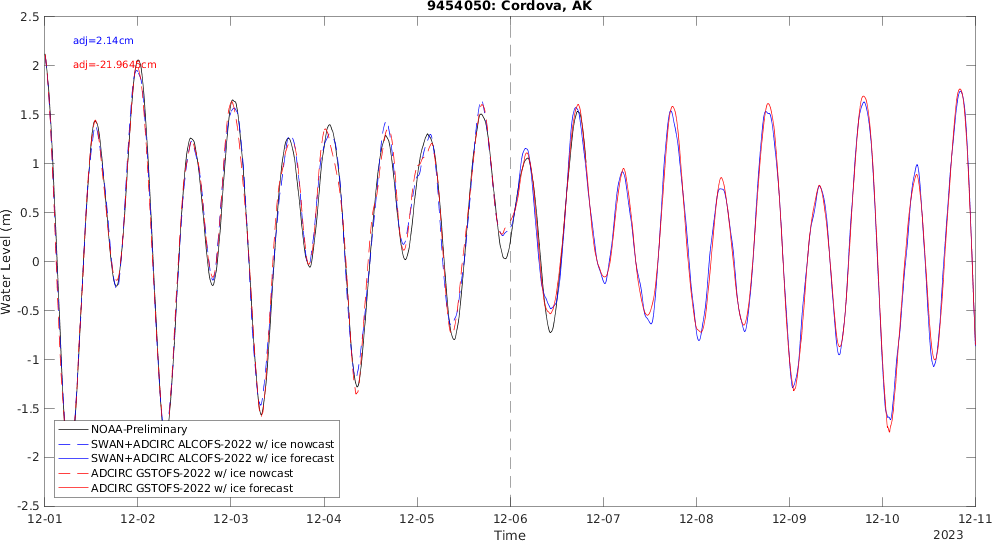 9454050: Cordova, AK
2.5
2
1.5
1
0.5
0
-0.5
-1
-1.5
-2
-2.5
Water Level (m)
adj=2.14cm
NOAA-Preliminary
SWAN+ADCIRC ALCOFS-2022 w/ ice nowcast
SWAN+ADCIRC ALCOFS-2022 w/ ice forecast
ADCIRC GSTOFS-2022 w/ ice nowcast
ADCIRC GSTOFS-2022 w/ ice forecast
12-01 12-02 12-03 12-04 12-05 12-06 12-07 12-08 12-09 12-10 12-11
Time
2023